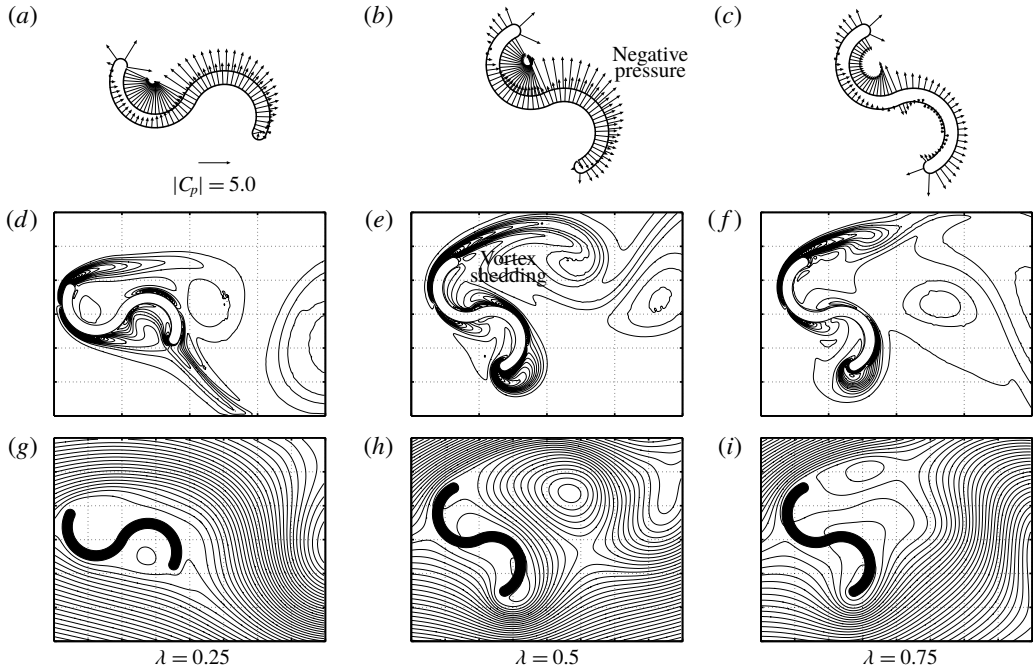 (a)
(b)
(c)
Negative
pressure
|C_p| = 5.0
(d)
(e)
(f)
Vortex
shedding
(g)
(h)
(i)
λ = 0.25
λ = 0.5
λ = 0.75